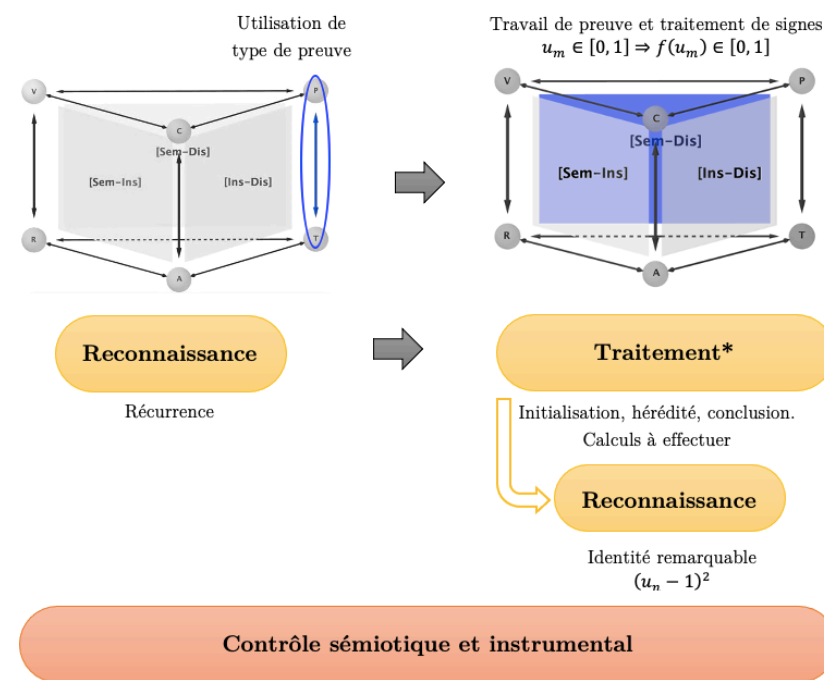 Utilisation de
type de preuve
V
P
C
[Sem-Dis]
[Sem-Ins]
[Ins-Dis]
R
T
A
Travail de preuve et traitement de signes
u_m ∈ [0, 1] ⇒ f(u_m) ∈ [0, 1]
V
P
C
[Sem-Dis]
[Sem-Ins]
[Ins-Dis]
R
T
A
Reconnaissance
Récurrence
Traitement*
Initialisation, hérédité, conclusion.
Calculs à effectuer
Reconnaissance
Identité remarquable
(u_n − 1)²
Contrôle sémiotique et instrumental